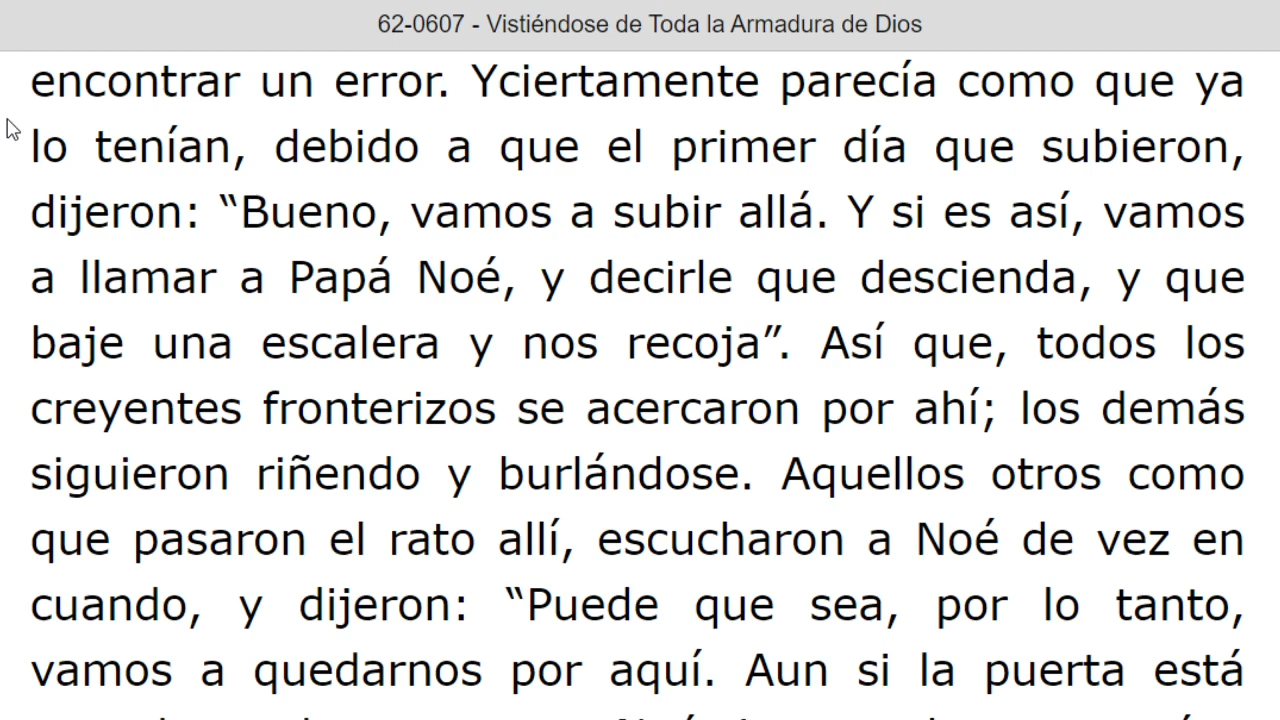 62-0607 - Vistiéndose de Toda la Armadura de Dios
encontrar un error. Yciertamente parecía como que ya
lo tenían, debido a que el primer día que subieron,
dijeron: “Bueno, vamos a subir allá. Y si es así, vamos
a llamar a Papá Noé, y decirle que descienda, y que
baje una escalera y nos recoja”. Así que, todos los
creyentes fronterizos se acercaron por ahí; los demás
siguieron riñendo y burlándose. Aquellos otros como
que pasaron el rato allí, escucharon a Noé de vez en
cuando, y dijeron: “Puede que sea, por lo tanto,
vamos a quedarnos por aquí. Aun si la puerta está